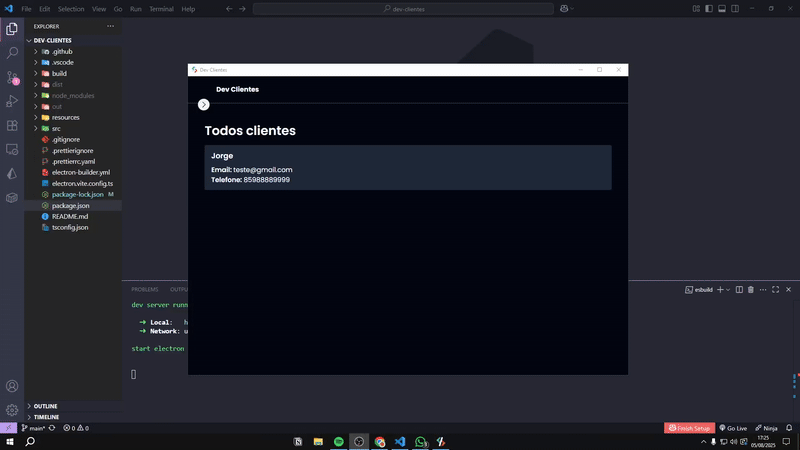 File Edit Selection View Go Run Terminal Help
dev-clientes
EXPLORER
DEV-CLIENTES
.github
.vscode
build
dist
node_modules
out
resources
src
.gitignore
.prettierignore
.prettierrc.yaml
electron-builder.yml
electron.vite.config.ts
package-lock.json M
package.json
README.md
tsconfig.json
OUTLINE
TIMELINE
Dev Clientes
Dev Clientes
Todos clientes
Jorge
Email: teste@gmail.com
Telefone: 85988889999
PROBLEMS OUTPU
esbuild
dev server runn
➜ Local: h
➜ Network: u
start electron
main* 0 0
Finish Setup Go Live Ninja
17:25
05/08/2025